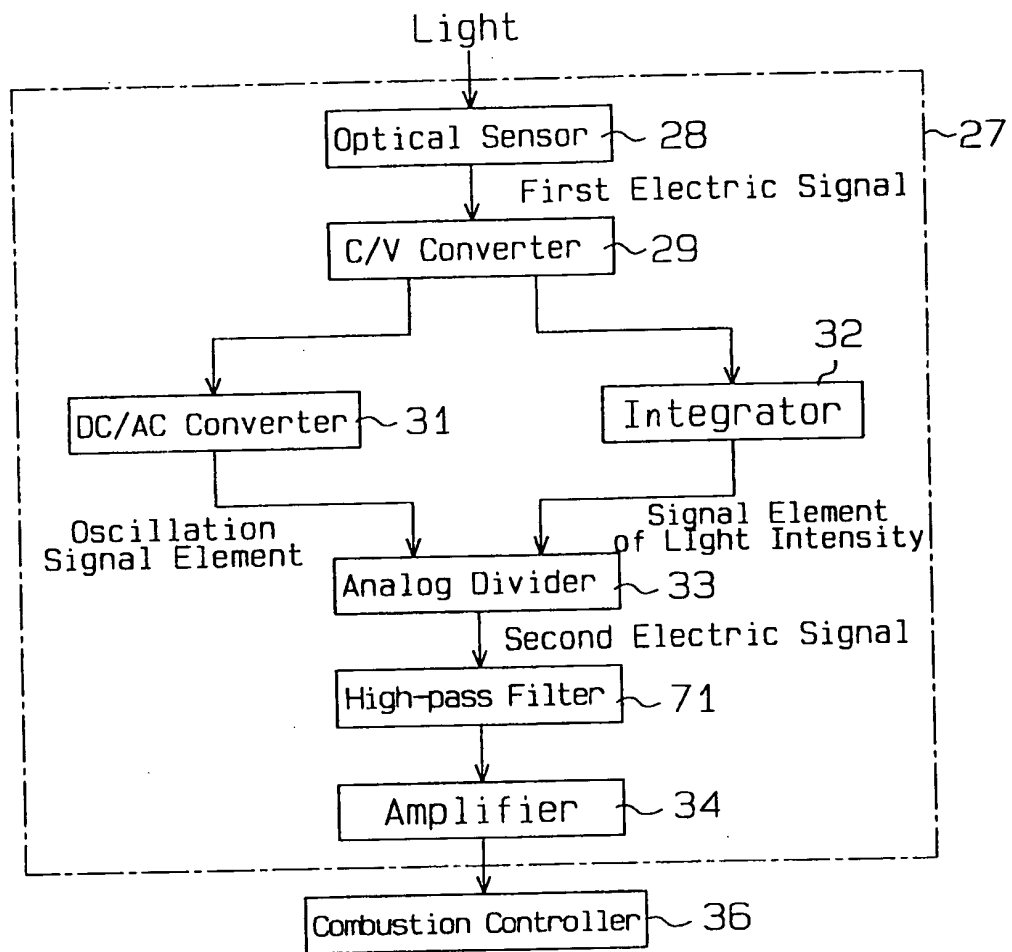 Light
Optical Sensor
28
27
First Electric Signal
C/V Converter
29
32
DC/AC Converter
31
Integrator
Oscillation
Signal Element
Signal Element
of Light Intensity
Analog Divider
33
Second Electric Signal
High-pass Filter
71
Amplifier
34
Combustion Controller
36